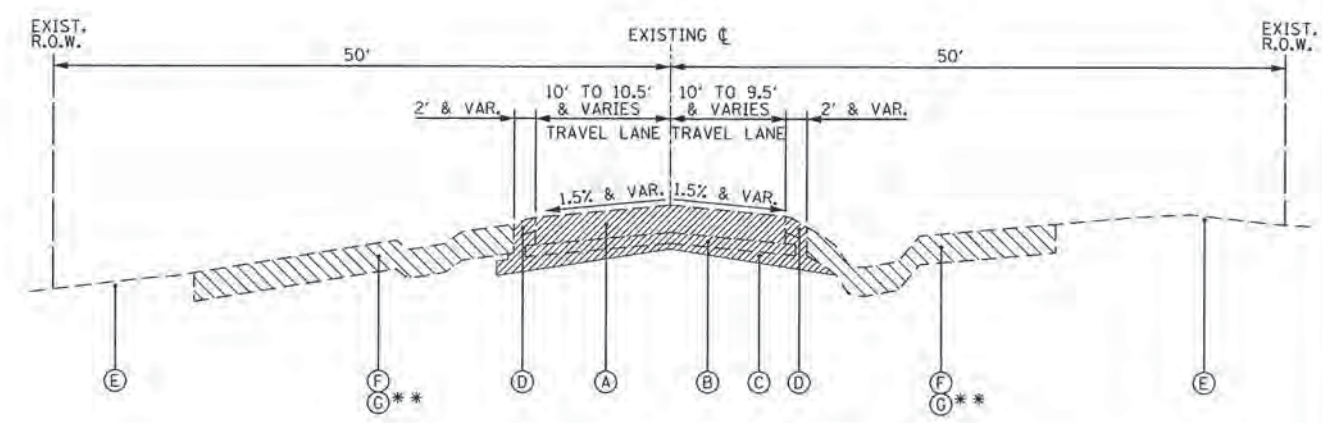 EXIST.
R.O.W.
EXISTING ℄
EXIST.
R.O.W.
50'
50'
10' TO 10.5'
& VARIES
10' TO 9.5'
& VARIES
2' & VAR.
2' & VAR.
TRAVEL LANE
TRAVEL LANE
1.5% & VAR.
1.5% & VAR.
E
F
G**
D
A
B
C
D
F
G**
E